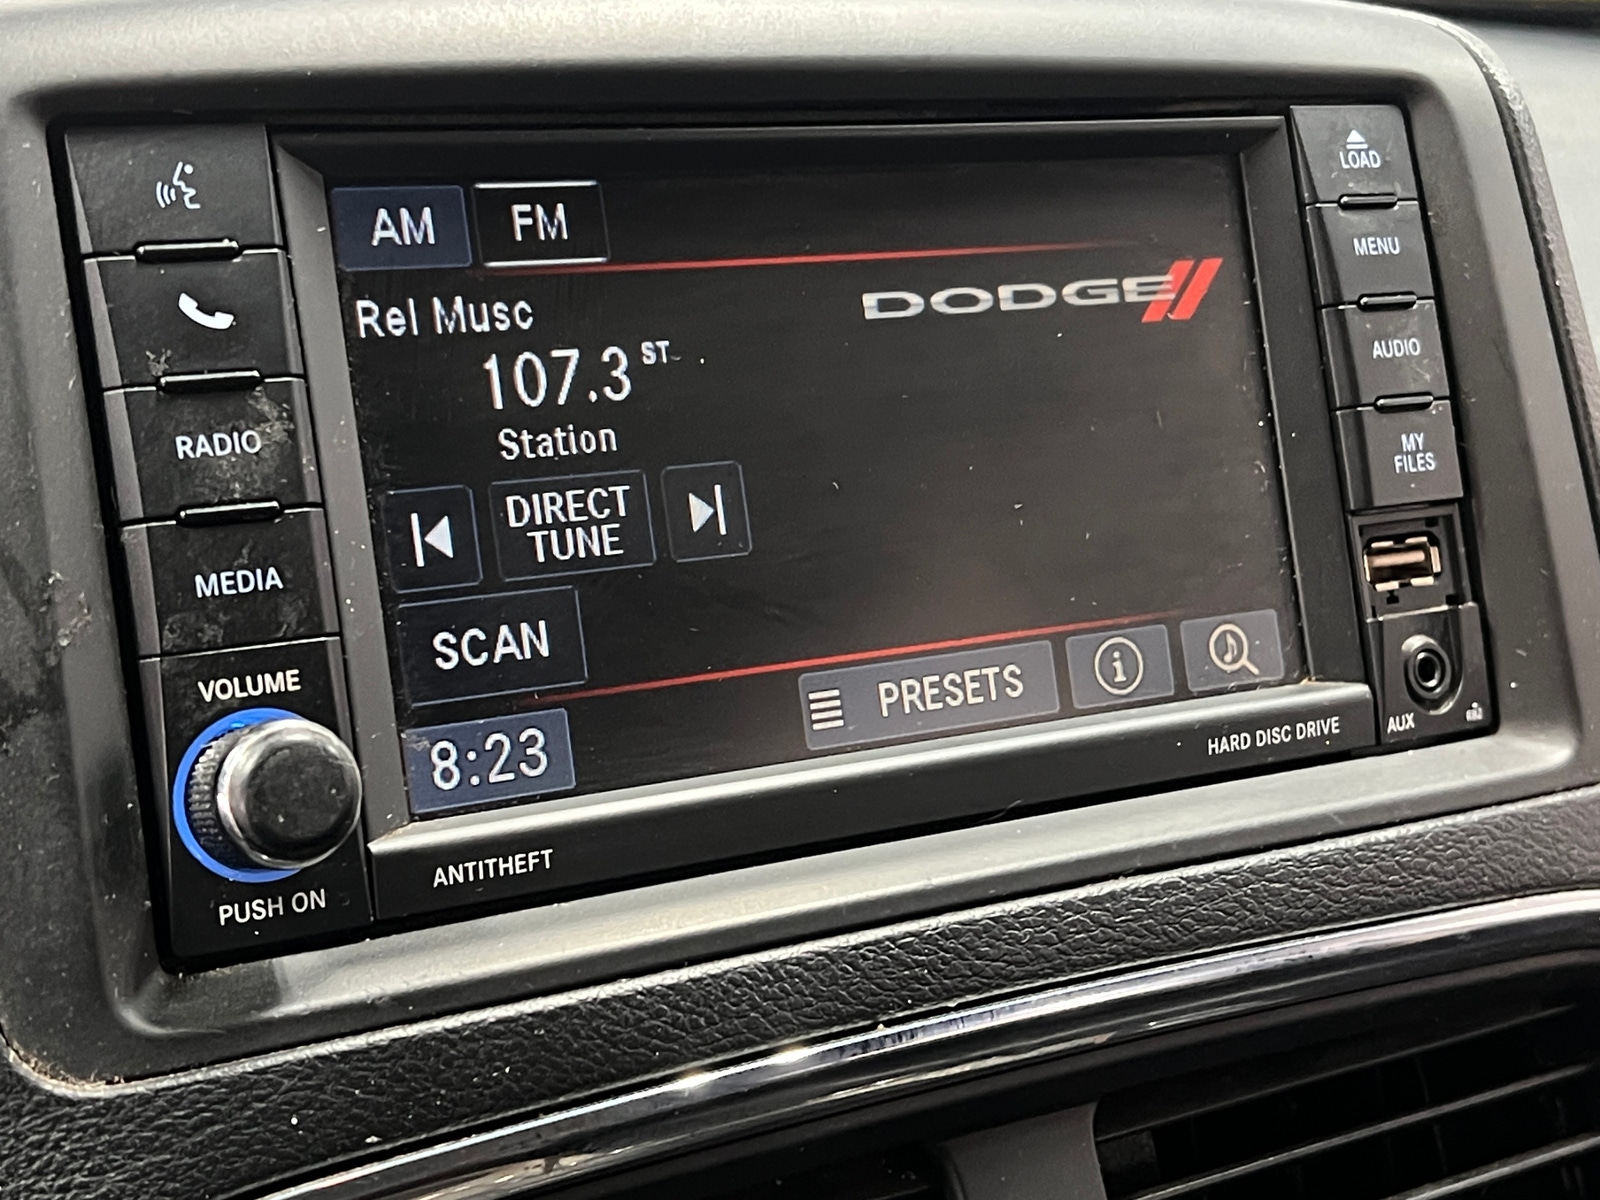 AM
FM
Rel Musc
DODGE
107.3 ST
Station
DIRECT
TUNE
SCAN
PRESETS
i
8:23
RADIO
MEDIA
VOLUME
PUSH ON
ANTITHEFT
HARD DISC DRIVE
LOAD
MENU
AUDIO
MY
FILES
AUX